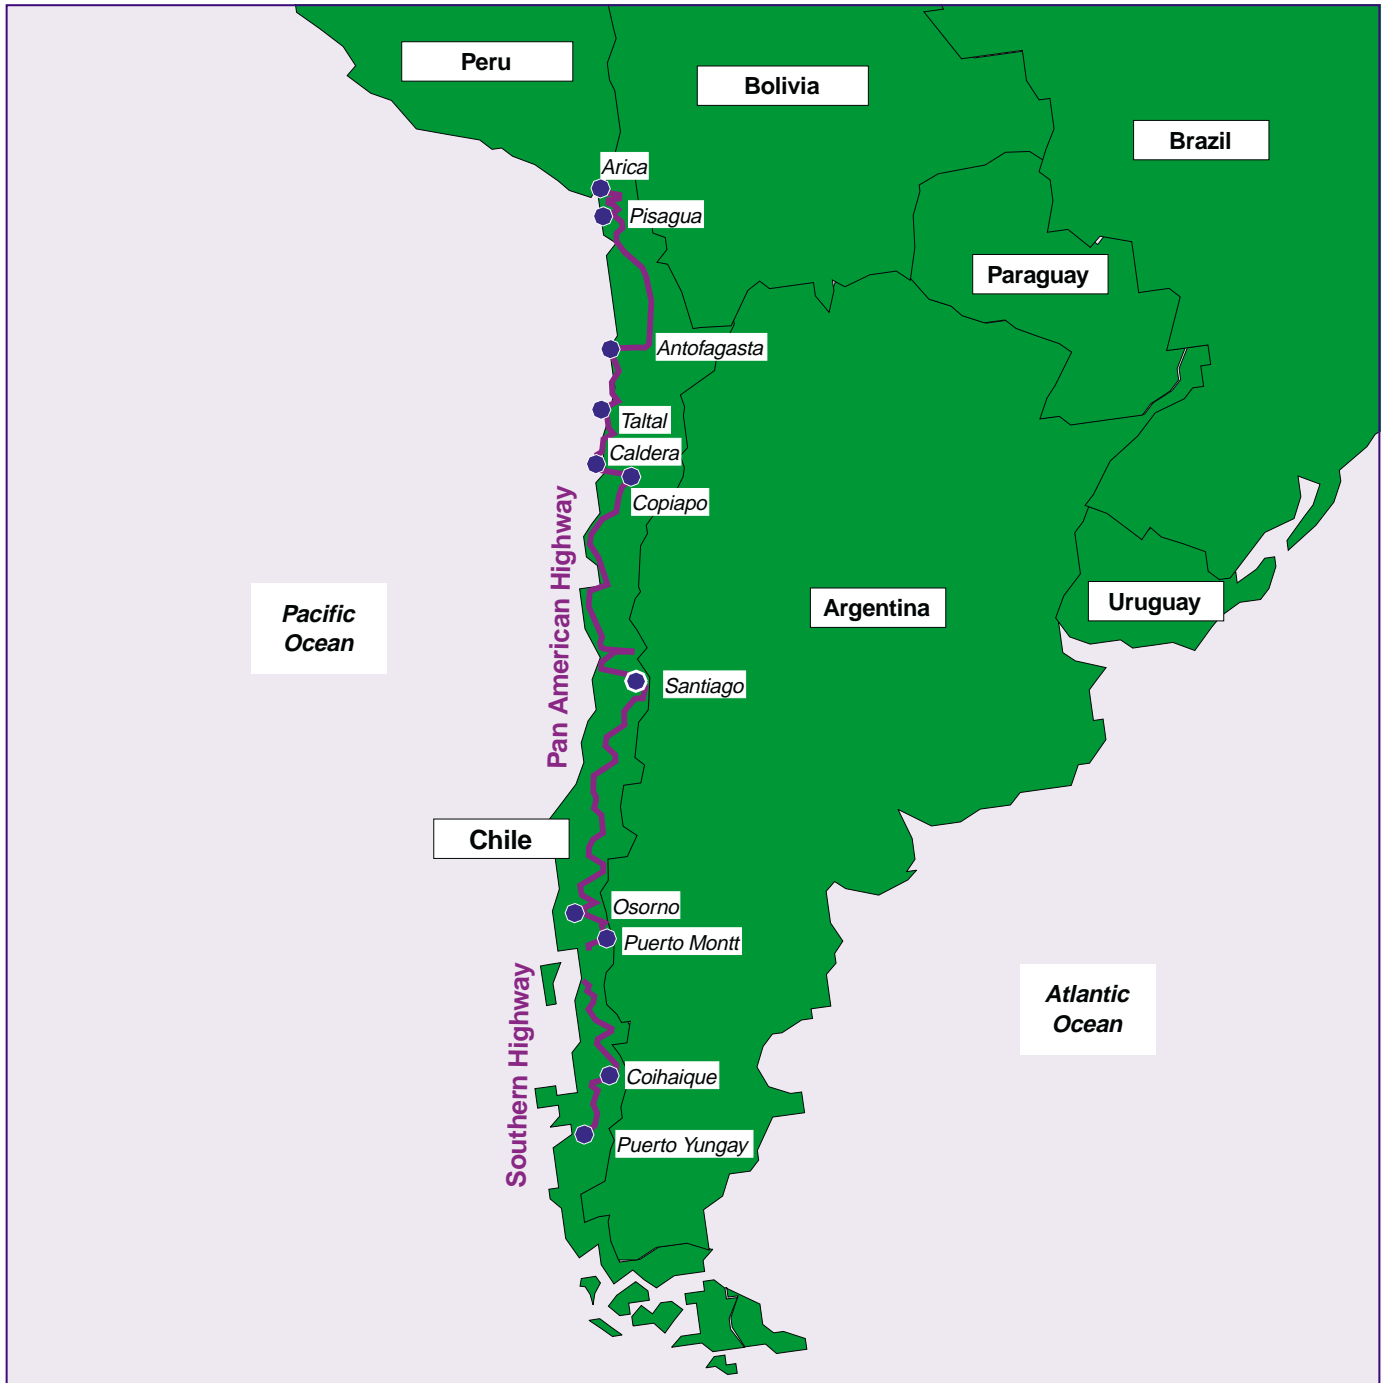 Peru
Bolivia
Brazil
Arica
Pisagua
Paraguay
Antofagasta
Taltal
Caldera
Copiapo
Pan American Highway
Pacific
Ocean
Argentina
Uruguay
Santiago
Chile
Osorno
Puerto Montt
Southern Highway
Atlantic
Ocean
Coihaique
Puerto Yungay